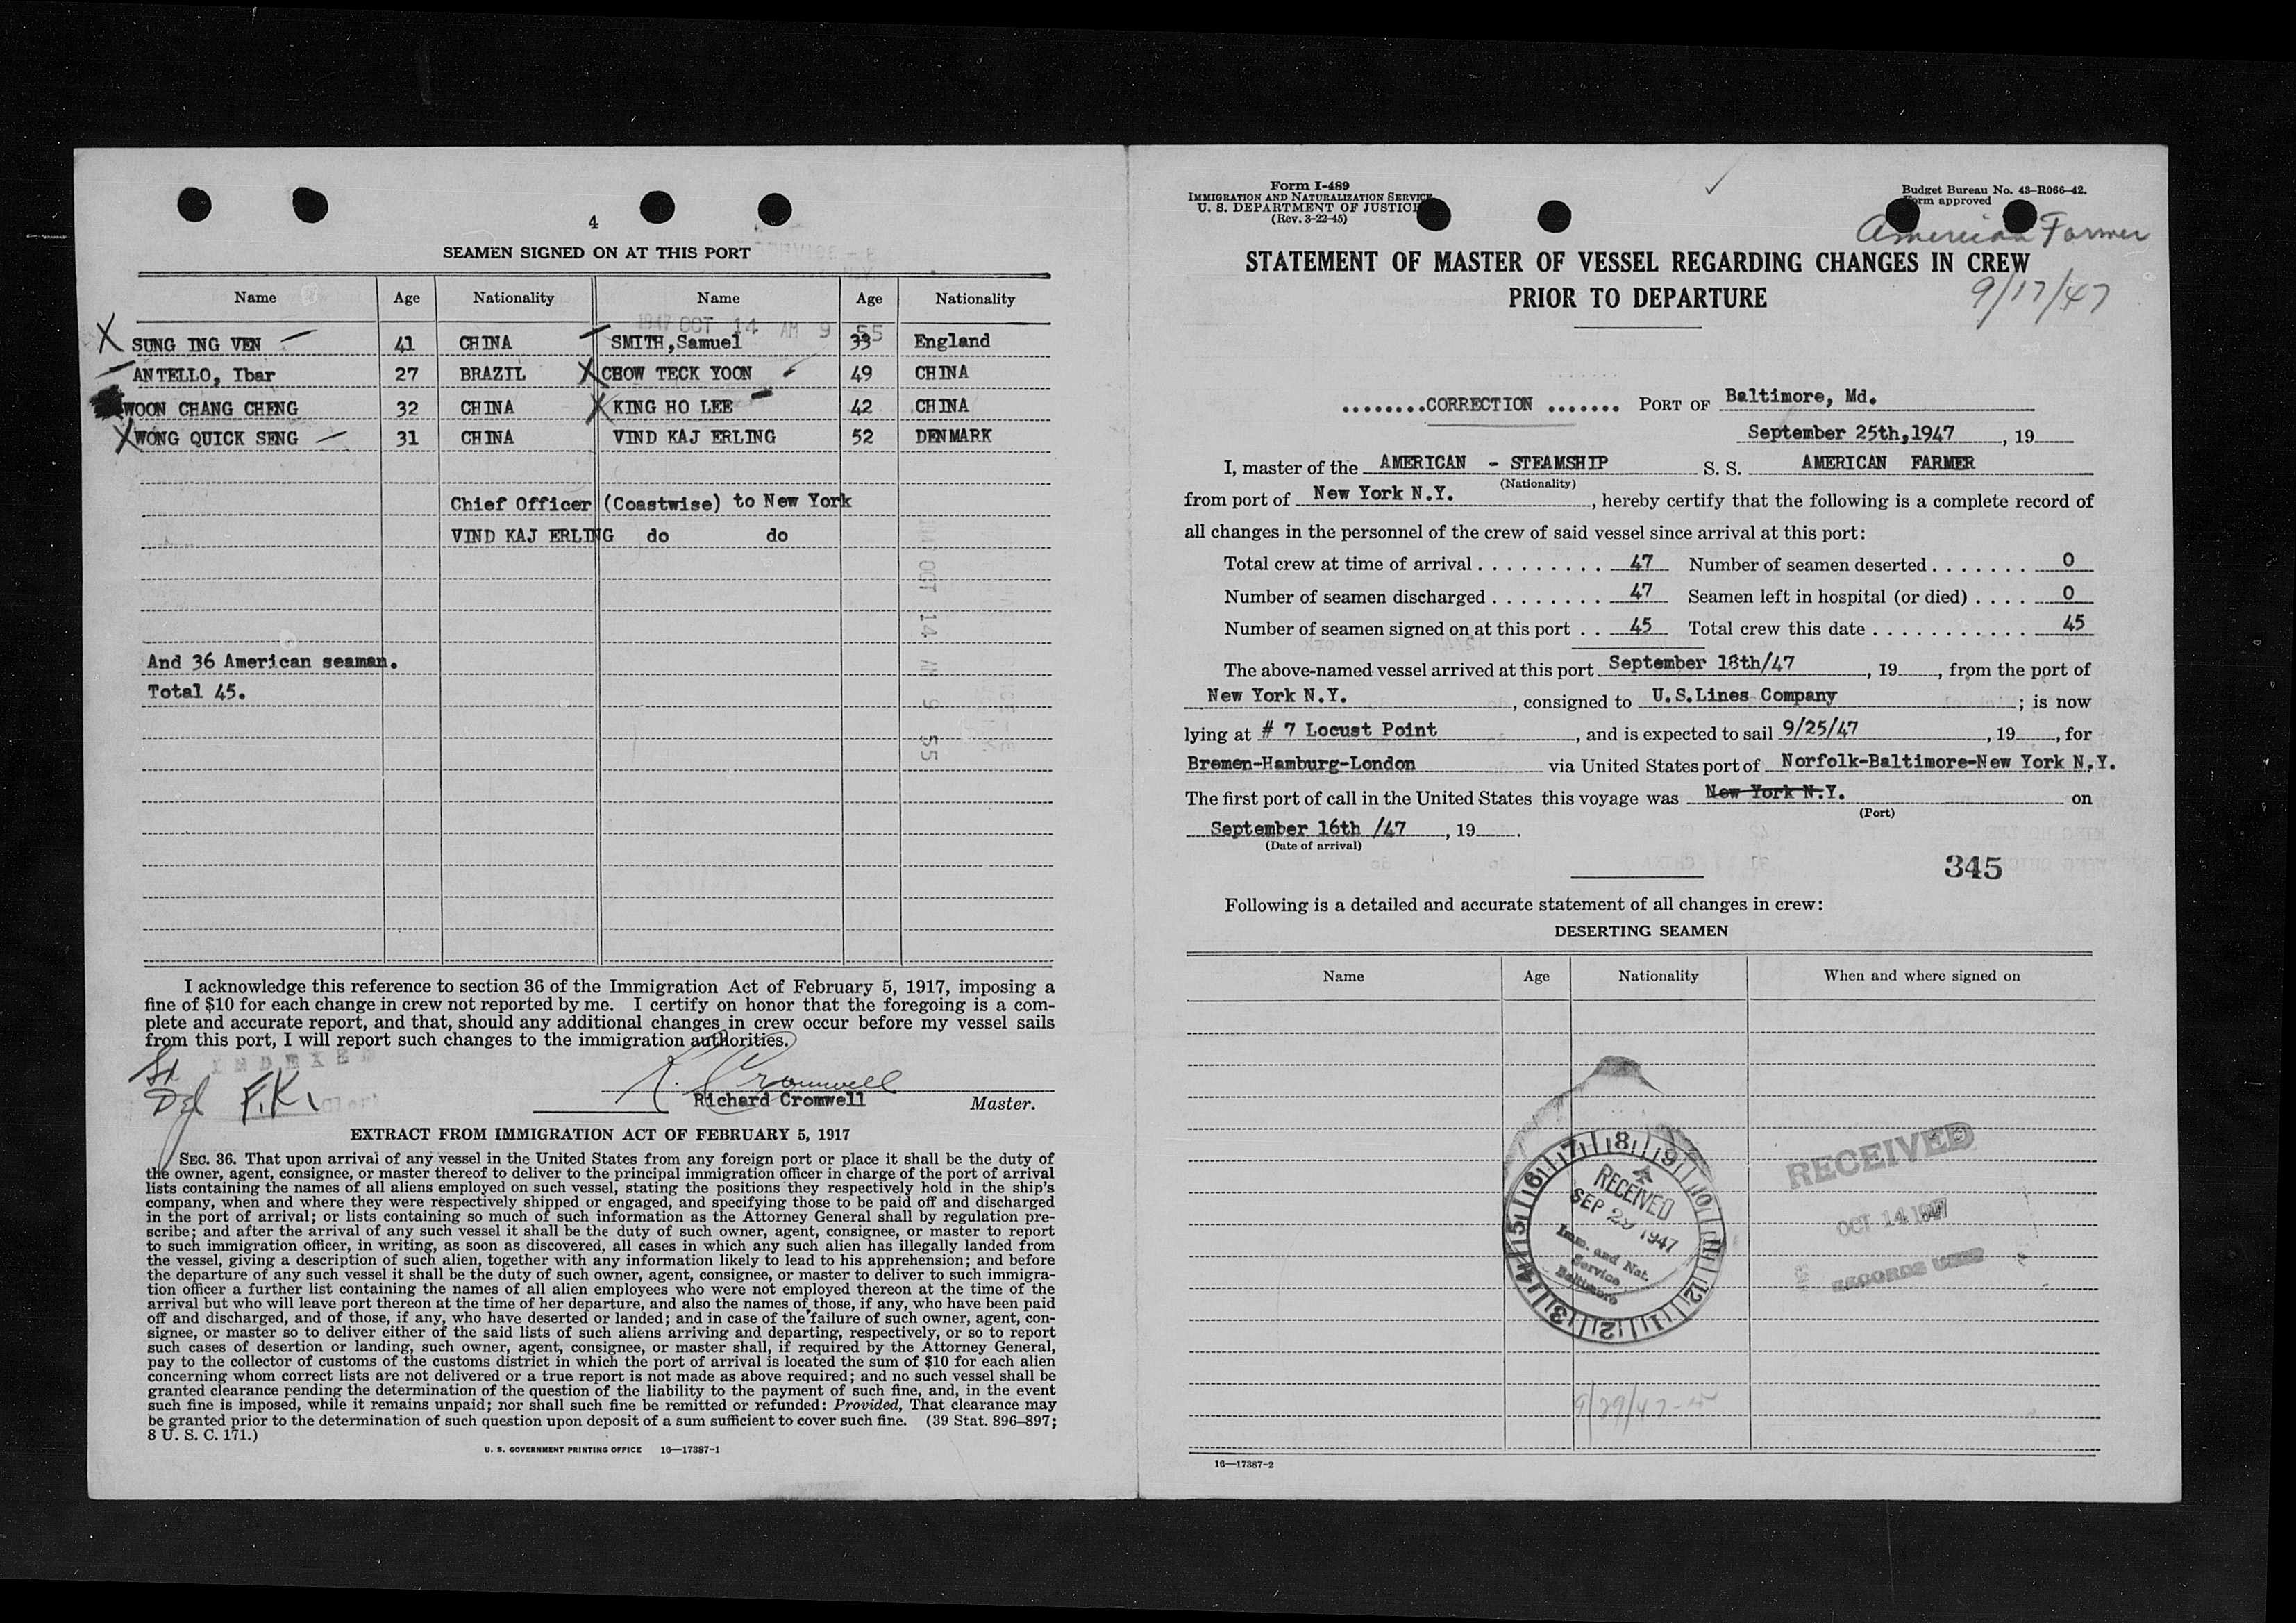 4
SEAMEN SIGNED ON AT THIS PORT
Name Age Nationality Name Age Nationality
1947 OCT 14 AM 9 55
X SUNG ING VEN 41 CHINA SMITH,Samuel 33 England
ANTELLO, Ibar 27 BRAZIL X CHOW TECK YOON 49 CHINA
WOON CHANG CHENG 32 CHINA X KING HO LEE 42 CHINA
X WONG QUICK SENG 31 CHINA VIND KAJ ERLING 52 DENMARK
Chief Officer (Coastwise) to New York
VIND KAJ ERLING do do
OCT 14 AM 9 55
And 36 American seaman.
Total 45.
I acknowledge this reference to section 36 of the Immigration Act of February 5, 1917, imposing a
fine of $10 for each change in crew not reported by me. I certify on honor that the foregoing is a com-
plete and accurate report, and that, should any additional changes in crew occur before my vessel sails
from this port, I will report such changes to the immigration authorities.
INDEXED
F.K.
Clerk
R. Cromwell
Richard Cromwell Master.
EXTRACT FROM IMMIGRATION ACT OF FEBRUARY 5, 1917
SEC. 36. That upon arrival of any vessel in the United States from any foreign port or place it shall be the duty of
the owner, agent, consignee, or master thereof to deliver to the principal immigration officer in charge of the port of arrival
lists containing the names of all aliens employed on such vessel, stating the positions they respectively hold in the ship's
company, when and where they were respectively shipped or engaged, and specifying those to be paid off and discharged
in the port of arrival; or lists containing so much of such information as the Attorney General shall by regulation pre-
scribe; and after the arrival of any such vessel it shall be the duty of such owner, agent, consignee, or master to report
to such immigration officer, in writing, as soon as discovered, all cases in which any such alien has illegally landed from
the vessel, giving a description of such alien, together with any information likely to lead to his apprehension; and before
the departure of any such vessel it shall be the duty of such owner, agent, consignee, or master to deliver to such immigra-
tion officer a further list containing the names of all alien employees who were not employed thereon at the time of the
arrival but who will leave port thereon at the time of her departure, and also the names of those, if any, who have been paid
off and discharged, and of those, if any, who have deserted or landed; and in case of the failure of such owner, agent, con-
signee, or master so to deliver either of the said lists of such aliens arriving and departing, respectively, or so to report
such cases of desertion or landing, such owner, agent, consignee, or master shall, if required by the Attorney General,
pay to the collector of customs of the customs district in which the port of arrival is located the sum of $10 for each alien
concerning whom correct lists are not delivered or a true report is not made as above required; and no such vessel shall be
granted clearance pending the determination of the question of the liability to the payment of such fine, and, in the event
such fine is imposed, while it remains unpaid; nor shall such fine be remitted or refunded: Provided, That clearance may
be granted prior to the determination of such question upon deposit of a sum sufficient to cover such fine. (39 Stat. 896–897;
8 U. S. C. 171.)
U. S. GOVERNMENT PRINTING OFFICE 16—17387-1
Form I-489
IMMIGRATION AND NATURALIZATION SERVICE
U. S. DEPARTMENT OF JUSTICE
(Rev. 3-22-45)
Budget Bureau No. 43-R066-42.
Form approved
American Farmer
STATEMENT OF MASTER OF VESSEL REGARDING CHANGES IN CREW
PRIOR TO DEPARTURE
9/17/47
........CORRECTION ....... PORT OF Baltimore, Md.
September 25th,1947, 19
I, master of the AMERICAN - STEAMSHIP S. S. AMERICAN FARMER
(Nationality)
from port of New York N.Y., hereby certify that the following is a complete record of
all changes in the personnel of the crew of said vessel since arrival at this port:
Total crew at time of arrival . . . . . . . . . . 47 Number of seamen deserted . . . . . . . 0
Number of seamen discharged . . . . . . . . 47 Seamen left in hospital (or died) . . . . 0
Number of seamen signed on at this port . . 45 Total crew this date . . . . . . . . . . . 45
The above-named vessel arrived at this port September 18th/47, 19, from the port of
New York N.Y., consigned to U.S.Lines Company; is now
lying at # 7 Locust Point, and is expected to sail 9/25/47, 19, for
Bremen-Hamburg-London via United States port of Norfolk-Baltimore-New York N.Y.
The first port of call in the United States this voyage was New York N.Y. on
(Port)
September 16th /47, 19.
(Date of arrival)
345
Following is a detailed and accurate statement of all changes in crew:
DESERTING SEAMEN
Name Age Nationality When and where signed on
1 2 3 4 5 6 7 8 9 10 11 12
RECEIVED
SEP 29 1947
Imm. and Nat.
Service
Baltimore
RECEIVED
OCT 14 1947
RECORDS
9/29/47
16—17387-2